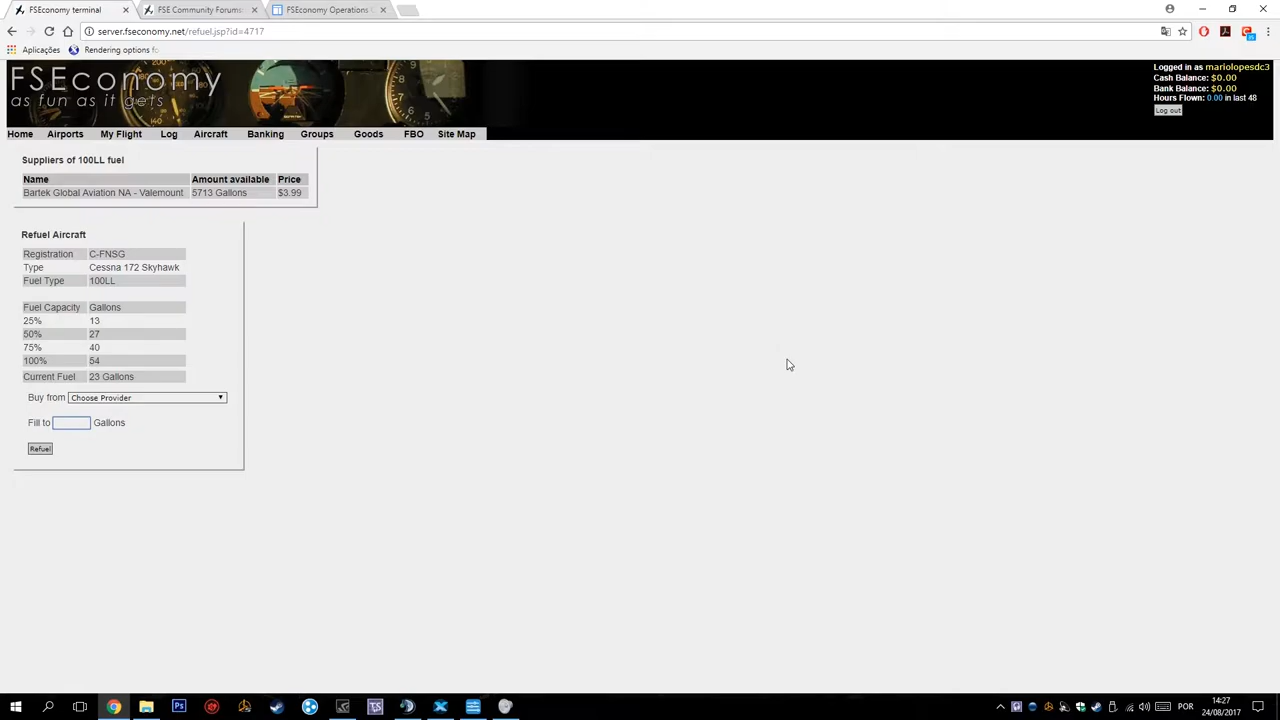 FSEconomy terminal
FSE Community Forums
FSEconomy Operations
server.fseconomy.net/refuel.jsp?id=4717
Aplicações
Rendering options fo
FSEconomy
as fun as it gets
Logged in as mariolopesdc3
Cash Balance: $0.00
Bank Balance: $0.00
Hours Flown: 0.00 in last 48
Log out
Home Airports My Flight Log Aircraft Banking Groups Goods FBO Site Map
Suppliers of 100LL fuel
Name Amount available Price
Bartek Global Aviation NA - Valemount 5713 Gallons $3.99
Refuel Aircraft
Registration C-FNSG
Type Cessna 172 Skyhawk
Fuel Type 100LL
Fuel Capacity Gallons
25% 13
50% 27
75% 40
100% 54
Current Fuel 23 Gallons
Buy from Choose Provider
Fill to Gallons
Refuel
POR
14:27
24/08/2017